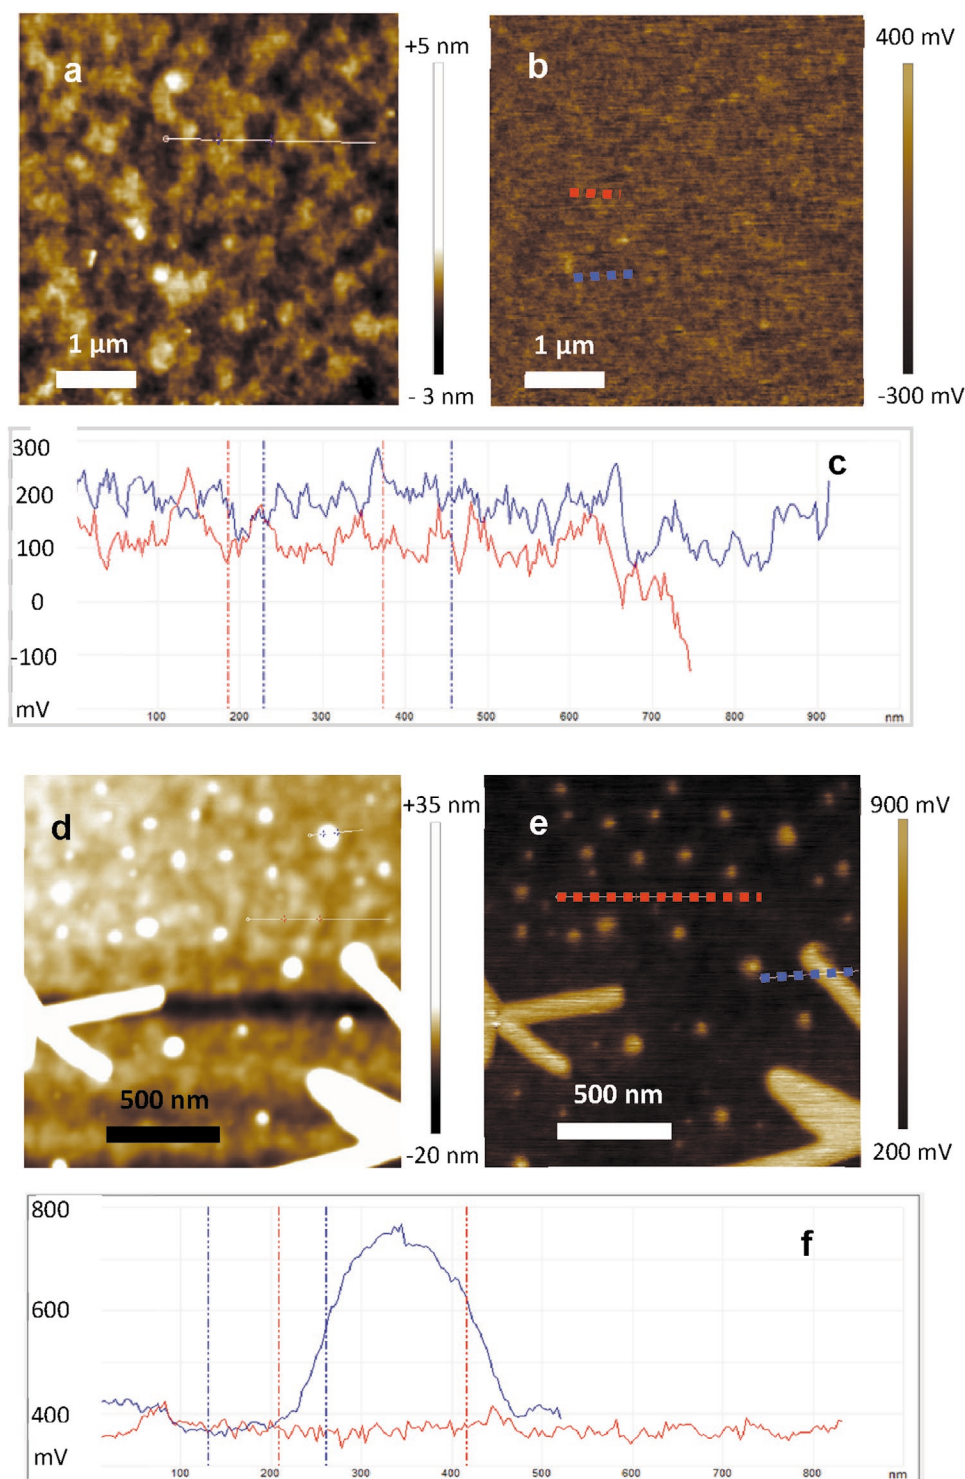 a
+5 nm
1 µm
- 3 nm
b
400 mV
1 µm
-300 mV
c
300
200
100
0
-100
mV
100 200 300 400 500 600 700 800 900 nm
d
+35 nm
500 nm
-20 nm
e
900 mV
500 nm
200 mV
f
800
600
400
mV
100 200 300 400 500 600 700 800 nm